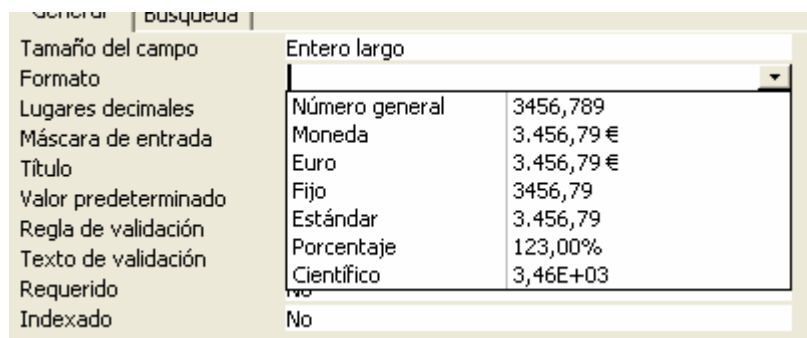 General Búsqueda
Tamaño del campo Entero largo
Formato
Lugares decimales Número general 3456,789
Máscara de entrada Moneda 3.456,79 €
Título Euro 3.456,79 €
Valor predeterminado Fijo 3456,79
Regla de validación Estándar 3.456,79
Texto de validación Porcentaje 123,00%
Requerido Científico 3,46E+03
No
Indexado No